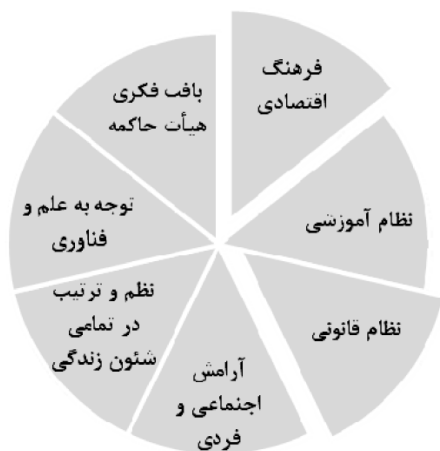 فرهنگ
اقتصادی
نظام آموزشی
نظام قانونی
آرامش
اجتماعی و
فردی
نظم و ترتیب
در تمامی
شئون زندگی
توجه به علم و
فناوری
بافت فکری
هیأت حاکمه